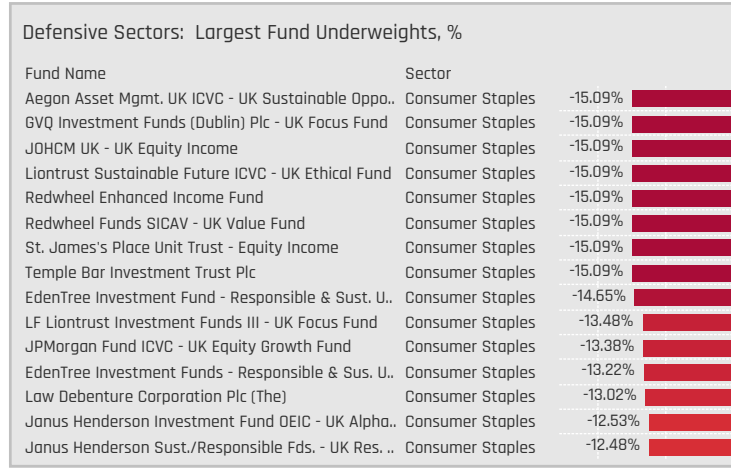 Defensive Sectors: Largest Fund Underweights, %
Fund Name Sector
Aegon Asset Mgmt. UK ICVC - UK Sustainable Oppo.. Consumer Staples -15.09%
GVQ Investment Funds (Dublin) Plc - UK Focus Fund Consumer Staples -15.09%
JOHCM UK - UK Equity Income Consumer Staples -15.09%
Liontrust Sustainable Future ICVC - UK Ethical Fund Consumer Staples -15.09%
Redwheel Enhanced Income Fund Consumer Staples -15.09%
Redwheel Funds SICAV - UK Value Fund Consumer Staples -15.09%
St. James's Place Unit Trust - Equity Income Consumer Staples -15.09%
Temple Bar Investment Trust Plc Consumer Staples -15.09%
EdenTree Investment Fund - Responsible & Sust. U.. Consumer Staples -14.65%
LF Liontrust Investment Funds III - UK Focus Fund Consumer Staples -13.48%
JPMorgan Fund ICVC - UK Equity Growth Fund Consumer Staples -13.38%
EdenTree Investment Funds - Responsible & Sus. U.. Consumer Staples -13.22%
Law Debenture Corporation Plc (The) Consumer Staples -13.02%
Janus Henderson Investment Fund OEIC - UK Alpha.. Consumer Staples -12.53%
Janus Henderson Sust./Responsible Fds. - UK Res. .. Consumer Staples -12.48%